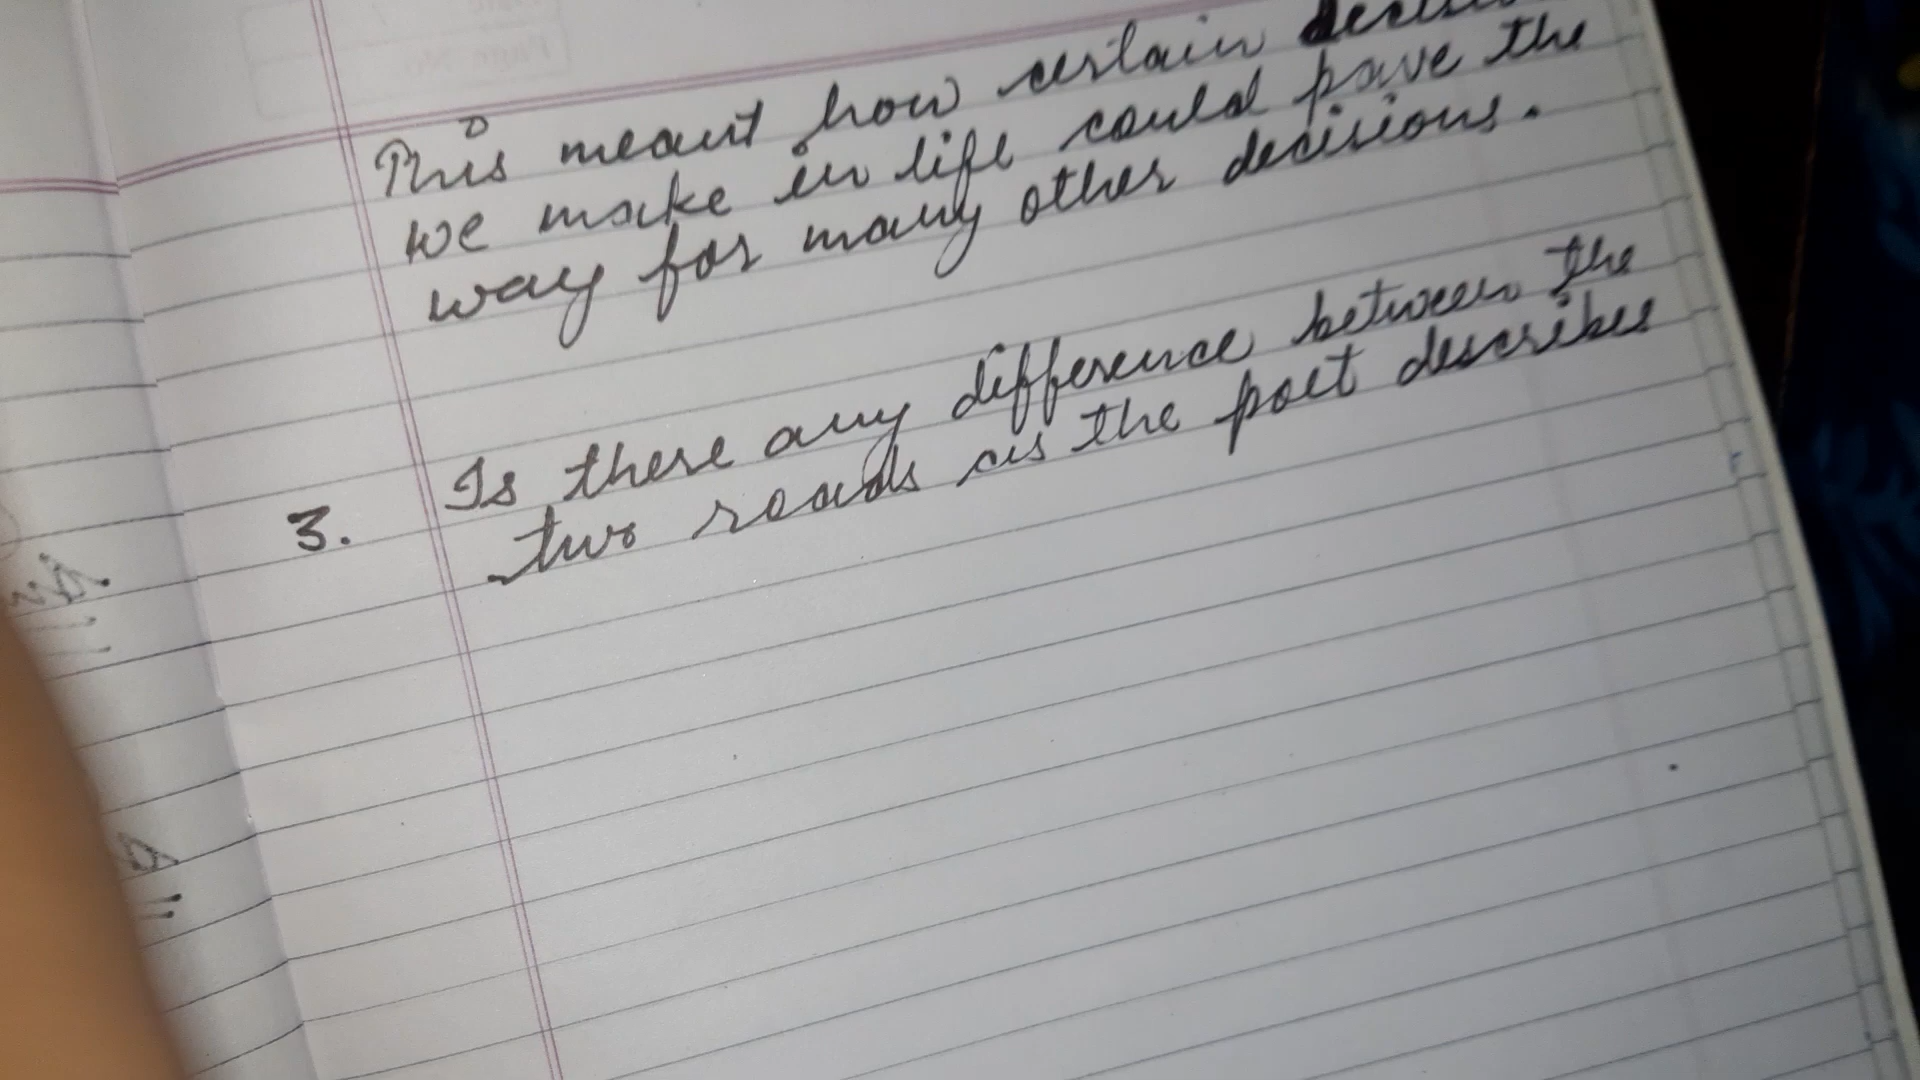 This meant how certain
we make in life could pave the
way for many other decisions.
3. Is there any difference between the
two roads as the poet describes